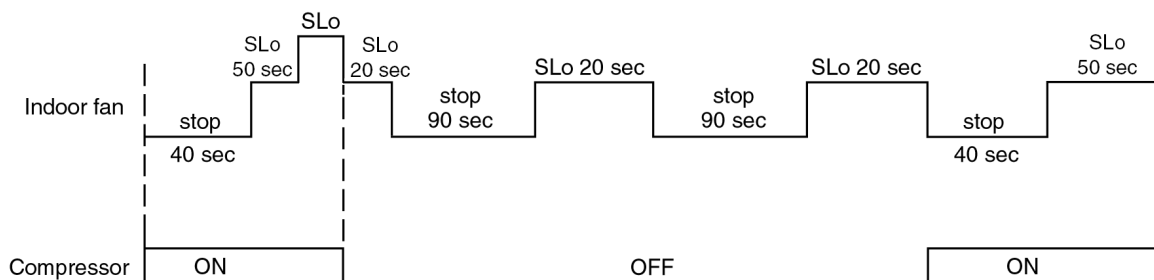 SLo
SLo
50 sec
SLo
20 sec
SLo 20 sec
SLo 20 sec
SLo
50 sec
Indoor fan
stop
40 sec
stop
90 sec
stop
90 sec
stop
40 sec
Compressor
ON
OFF
ON